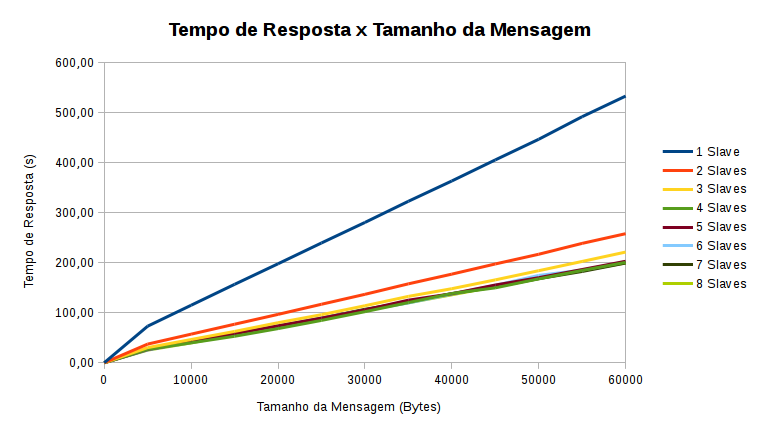 Tempo de Resposta x Tamanho da Mensagem
Tempo de Resposta (s)
600,00
500,00
400,00
300,00
200,00
100,00
0,00
0 10000 20000 30000 40000 50000 60000
Tamanho da Mensagem (Bytes)
1 Slave
2 Slaves
3 Slaves
4 Slaves
5 Slaves
6 Slaves
7 Slaves
8 Slaves